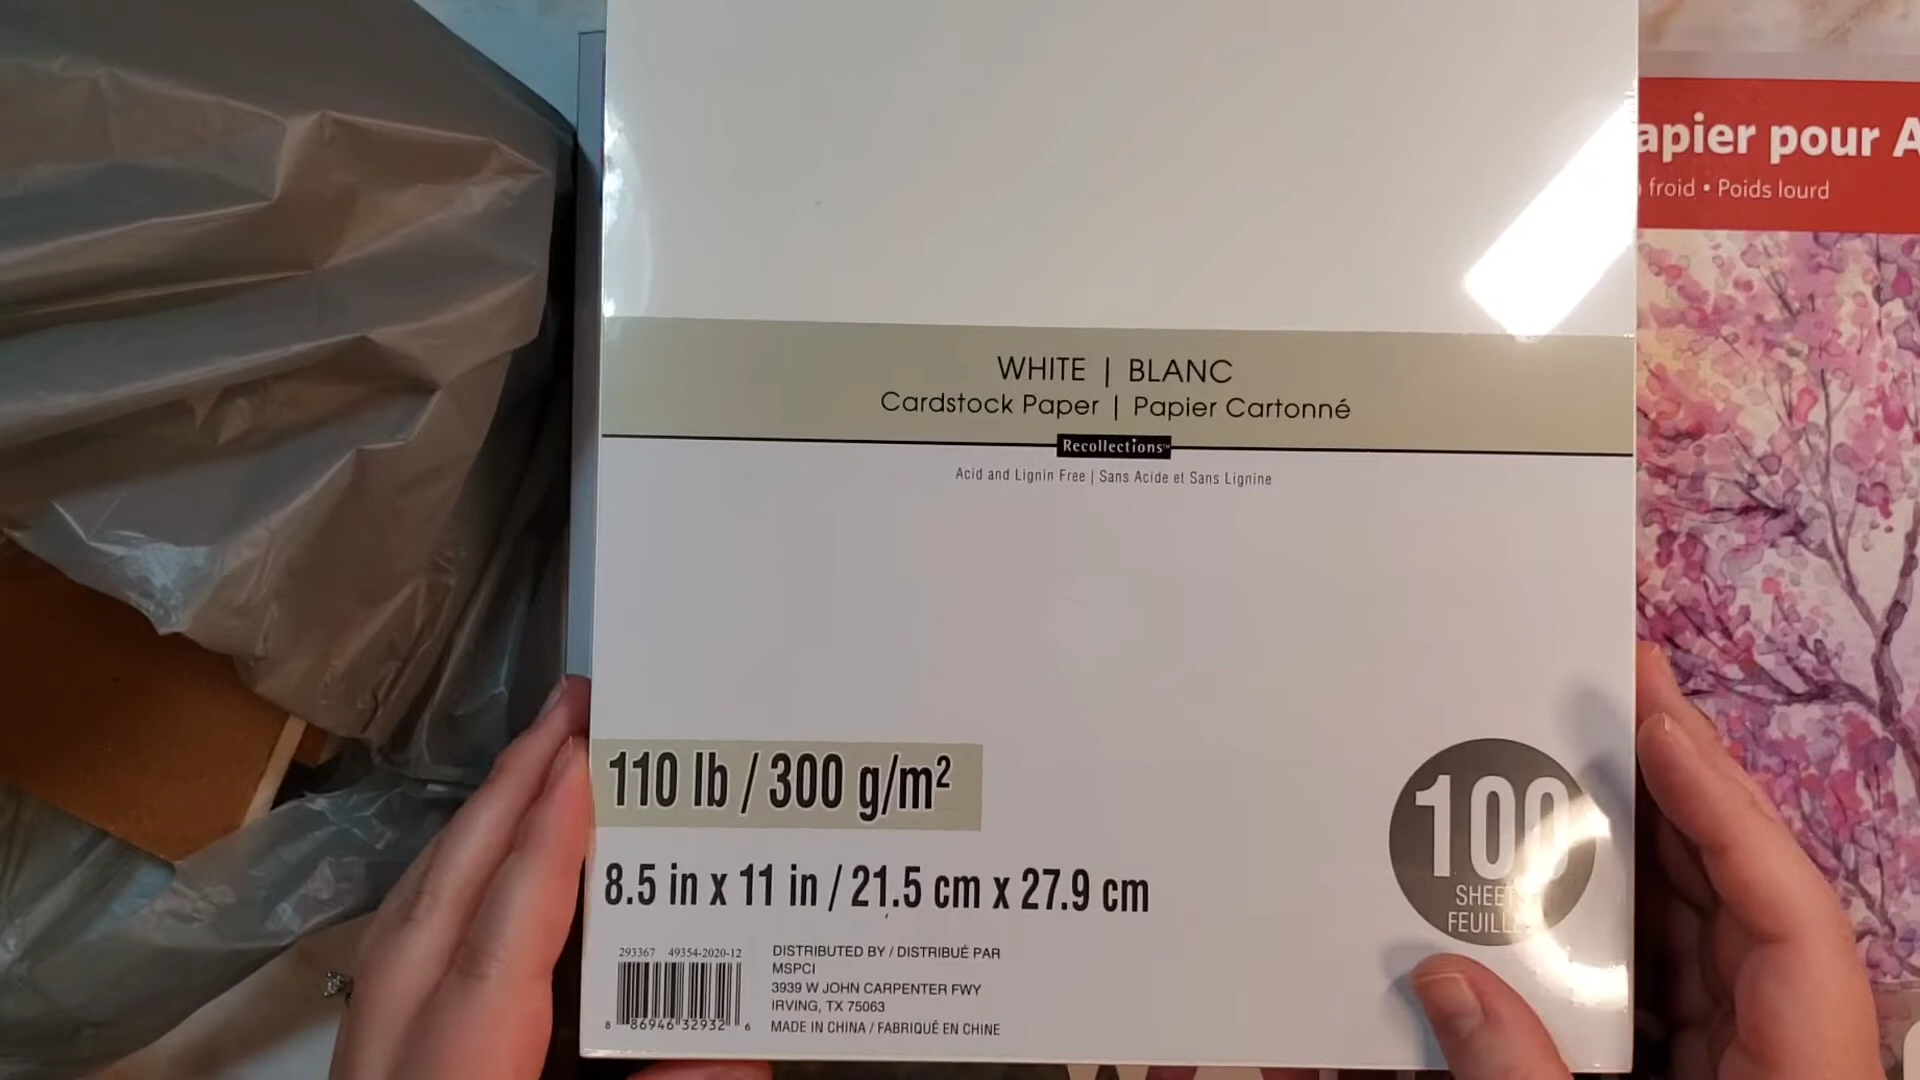 WHITE | BLANC
Cardstock Paper | Papier Cartonné
Recollections™
Acid and Lignin Free | Sans Acide et Sans Lignine
110 lb / 300 g/m²
8.5 in x 11 in / 21.5 cm x 27.9 cm
100
293367 49354-2020-12
8 86946 32932 6
DISTRIBUTED BY / DISTRIBUÉ PAR
MSPCI
3939 W JOHN CARPENTER FWY
IRVING, TX 75063
MADE IN CHINA / FABRIQUÉ EN CHINE
pour
froid • Poids lourd